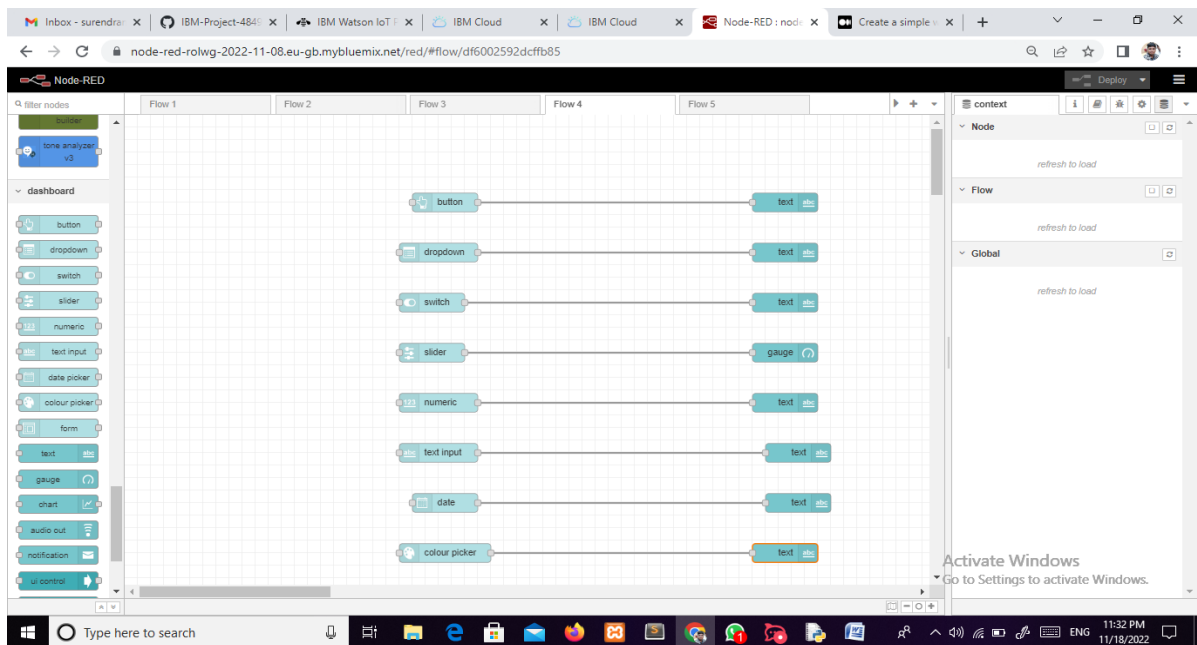 Inbox - surendran
IBM-Project-4849
IBM Watson IoT P
IBM Cloud
IBM Cloud
Node-RED : node
Create a simple w
node-red-rolwg-2022-11-08.eu-gb.mybluemix.net/red/#flow/df6002592dcffb85
Node-RED
Deploy
filter nodes
Flow 1
Flow 2
Flow 3
Flow 4
Flow 5
context
builder
tone analyzer
v3
dashboard
button
dropdown
switch
slider
numeric
text input
date picker
colour picker
form
text
gauge
chart
audio out
notification
ui control
button
text
dropdown
text
switch
text
slider
gauge
numeric
text
text input
text
date
text
colour picker
text
Node
refresh to load
Flow
refresh to load
Global
refresh to load
Activate Windows
Go to Settings to activate Windows.
Type here to search
ENG
11:32 PM
11/18/2022